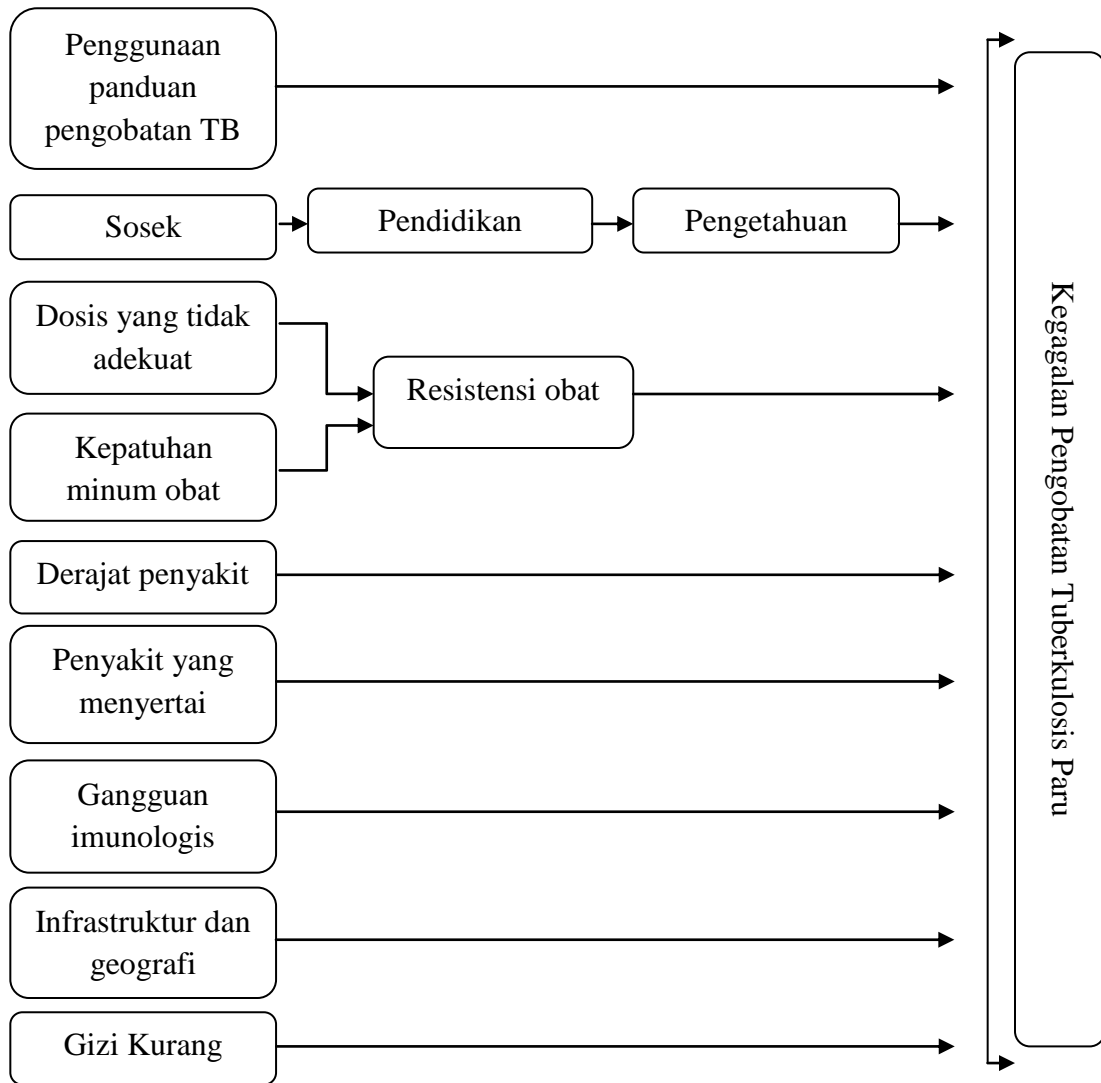 Penggunaan
panduan
pengobatan TB
Sosek
Pendidikan
Pengetahuan
Dosis yang tidak
adekuat
Resistensi obat
Kepatuhan
minum obat
Derajat penyakit
Penyakit yang
menyertai
Gangguan
imunologis
Infrastruktur dan
geografi
Gizi Kurang
Kegagalan Pengobatan Tuberkulosis Paru